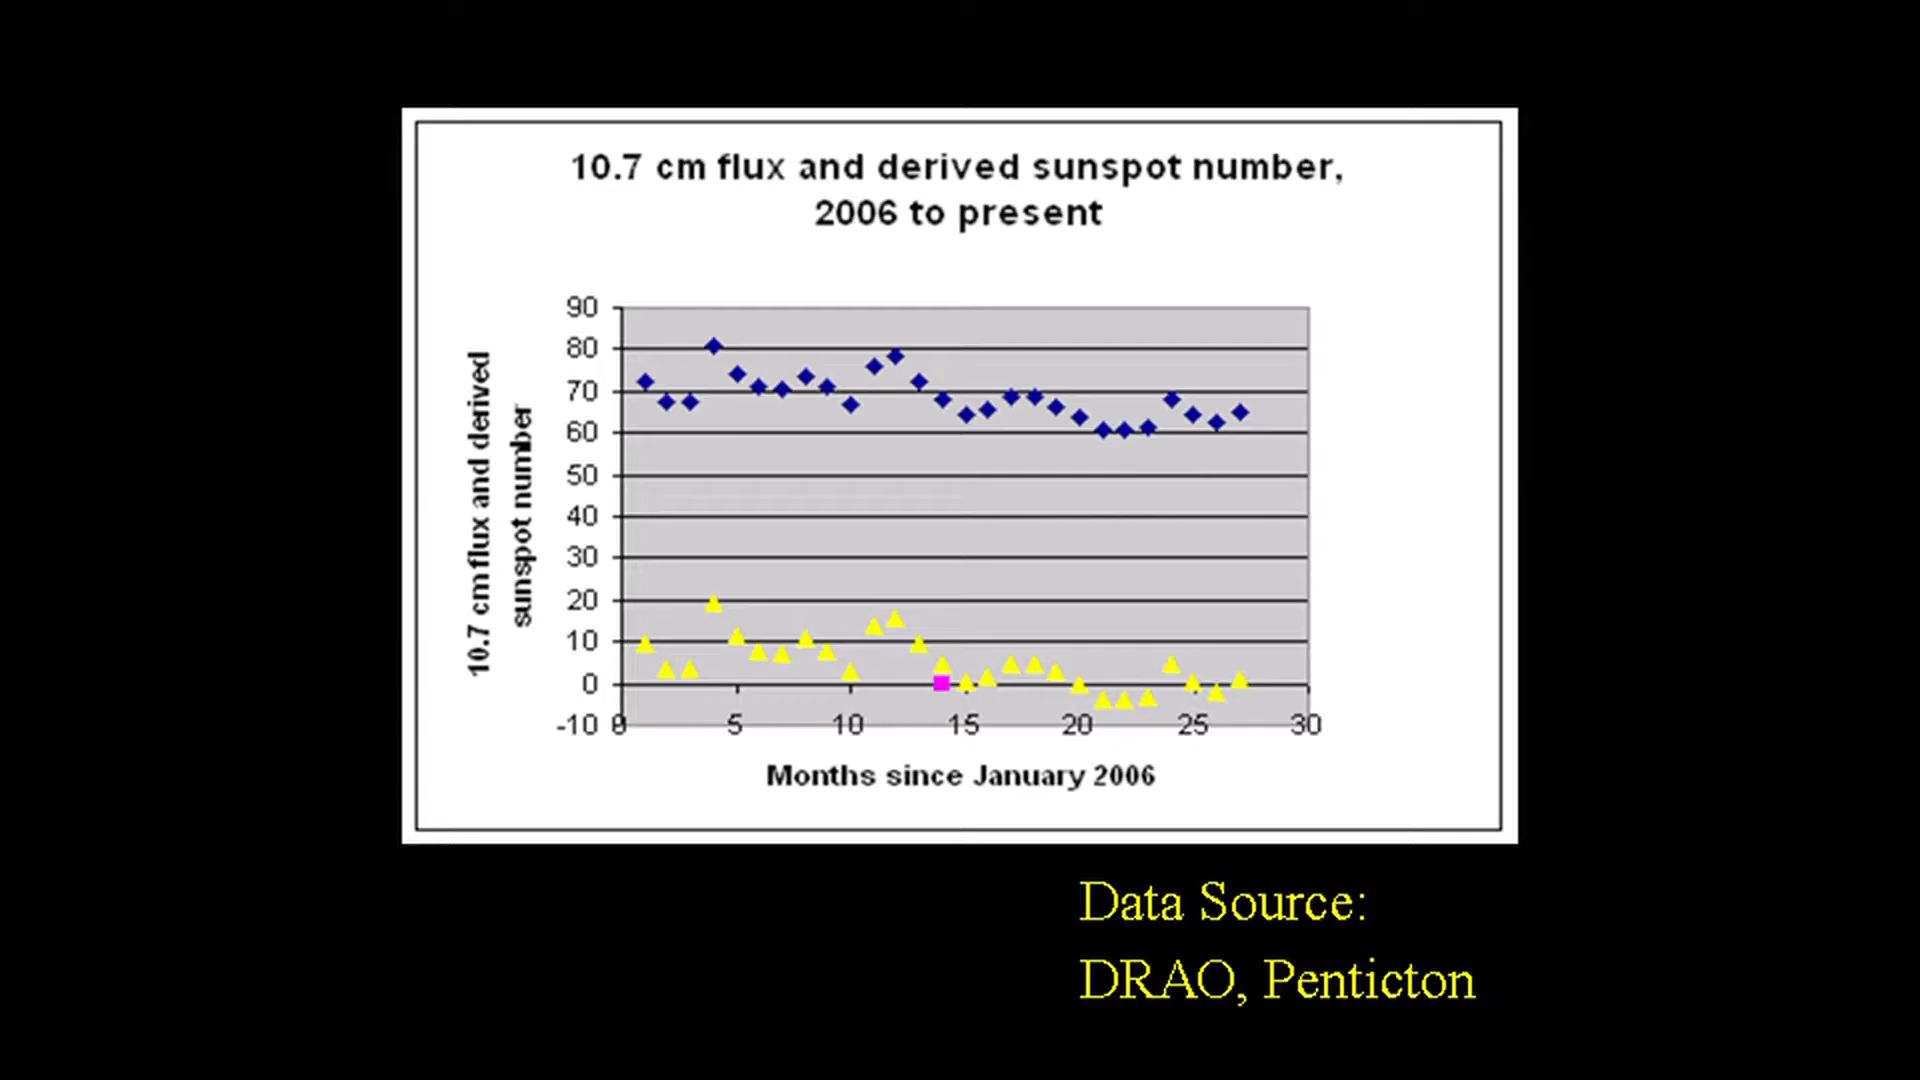 10.7 cm flux and derived sunspot number,
2006 to present
10.7 cm flux and derived
sunspot number
90
80
70
60
50
40
30
20
10
0
-10
0 5 10 15 20 25 30
Months since January 2006
Data Source:
DRAO, Penticton